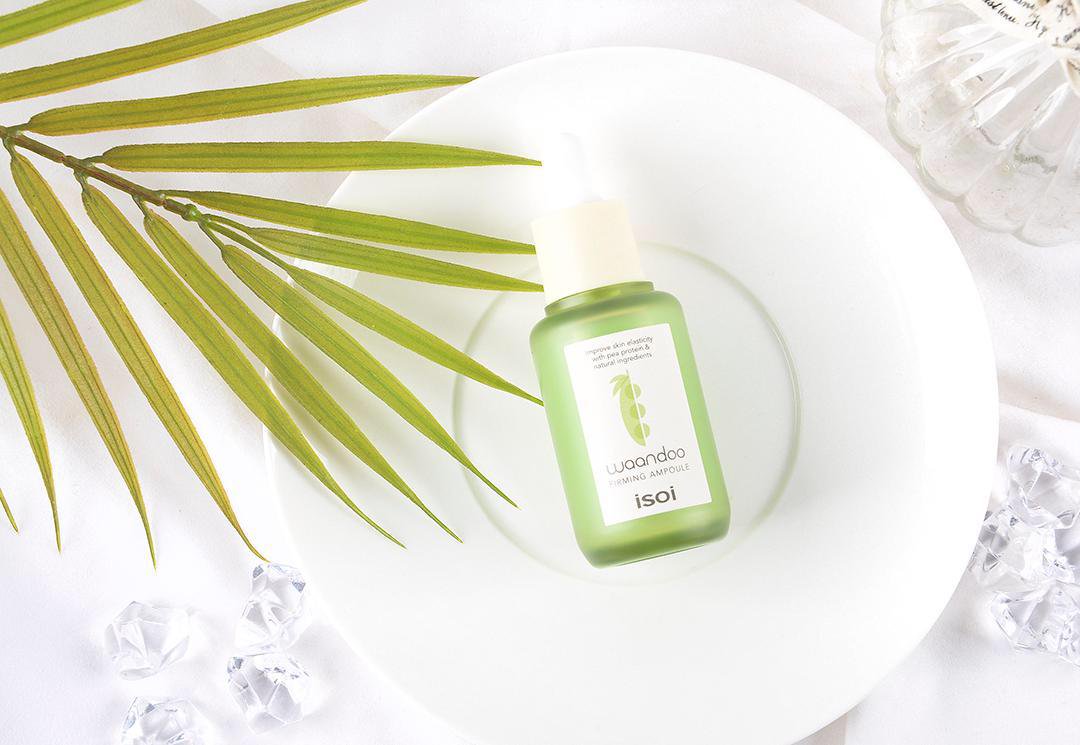 improve skin elasticity
with pea protein &
natural ingredients
waandoo
FIRMING AMPOULE
isoi